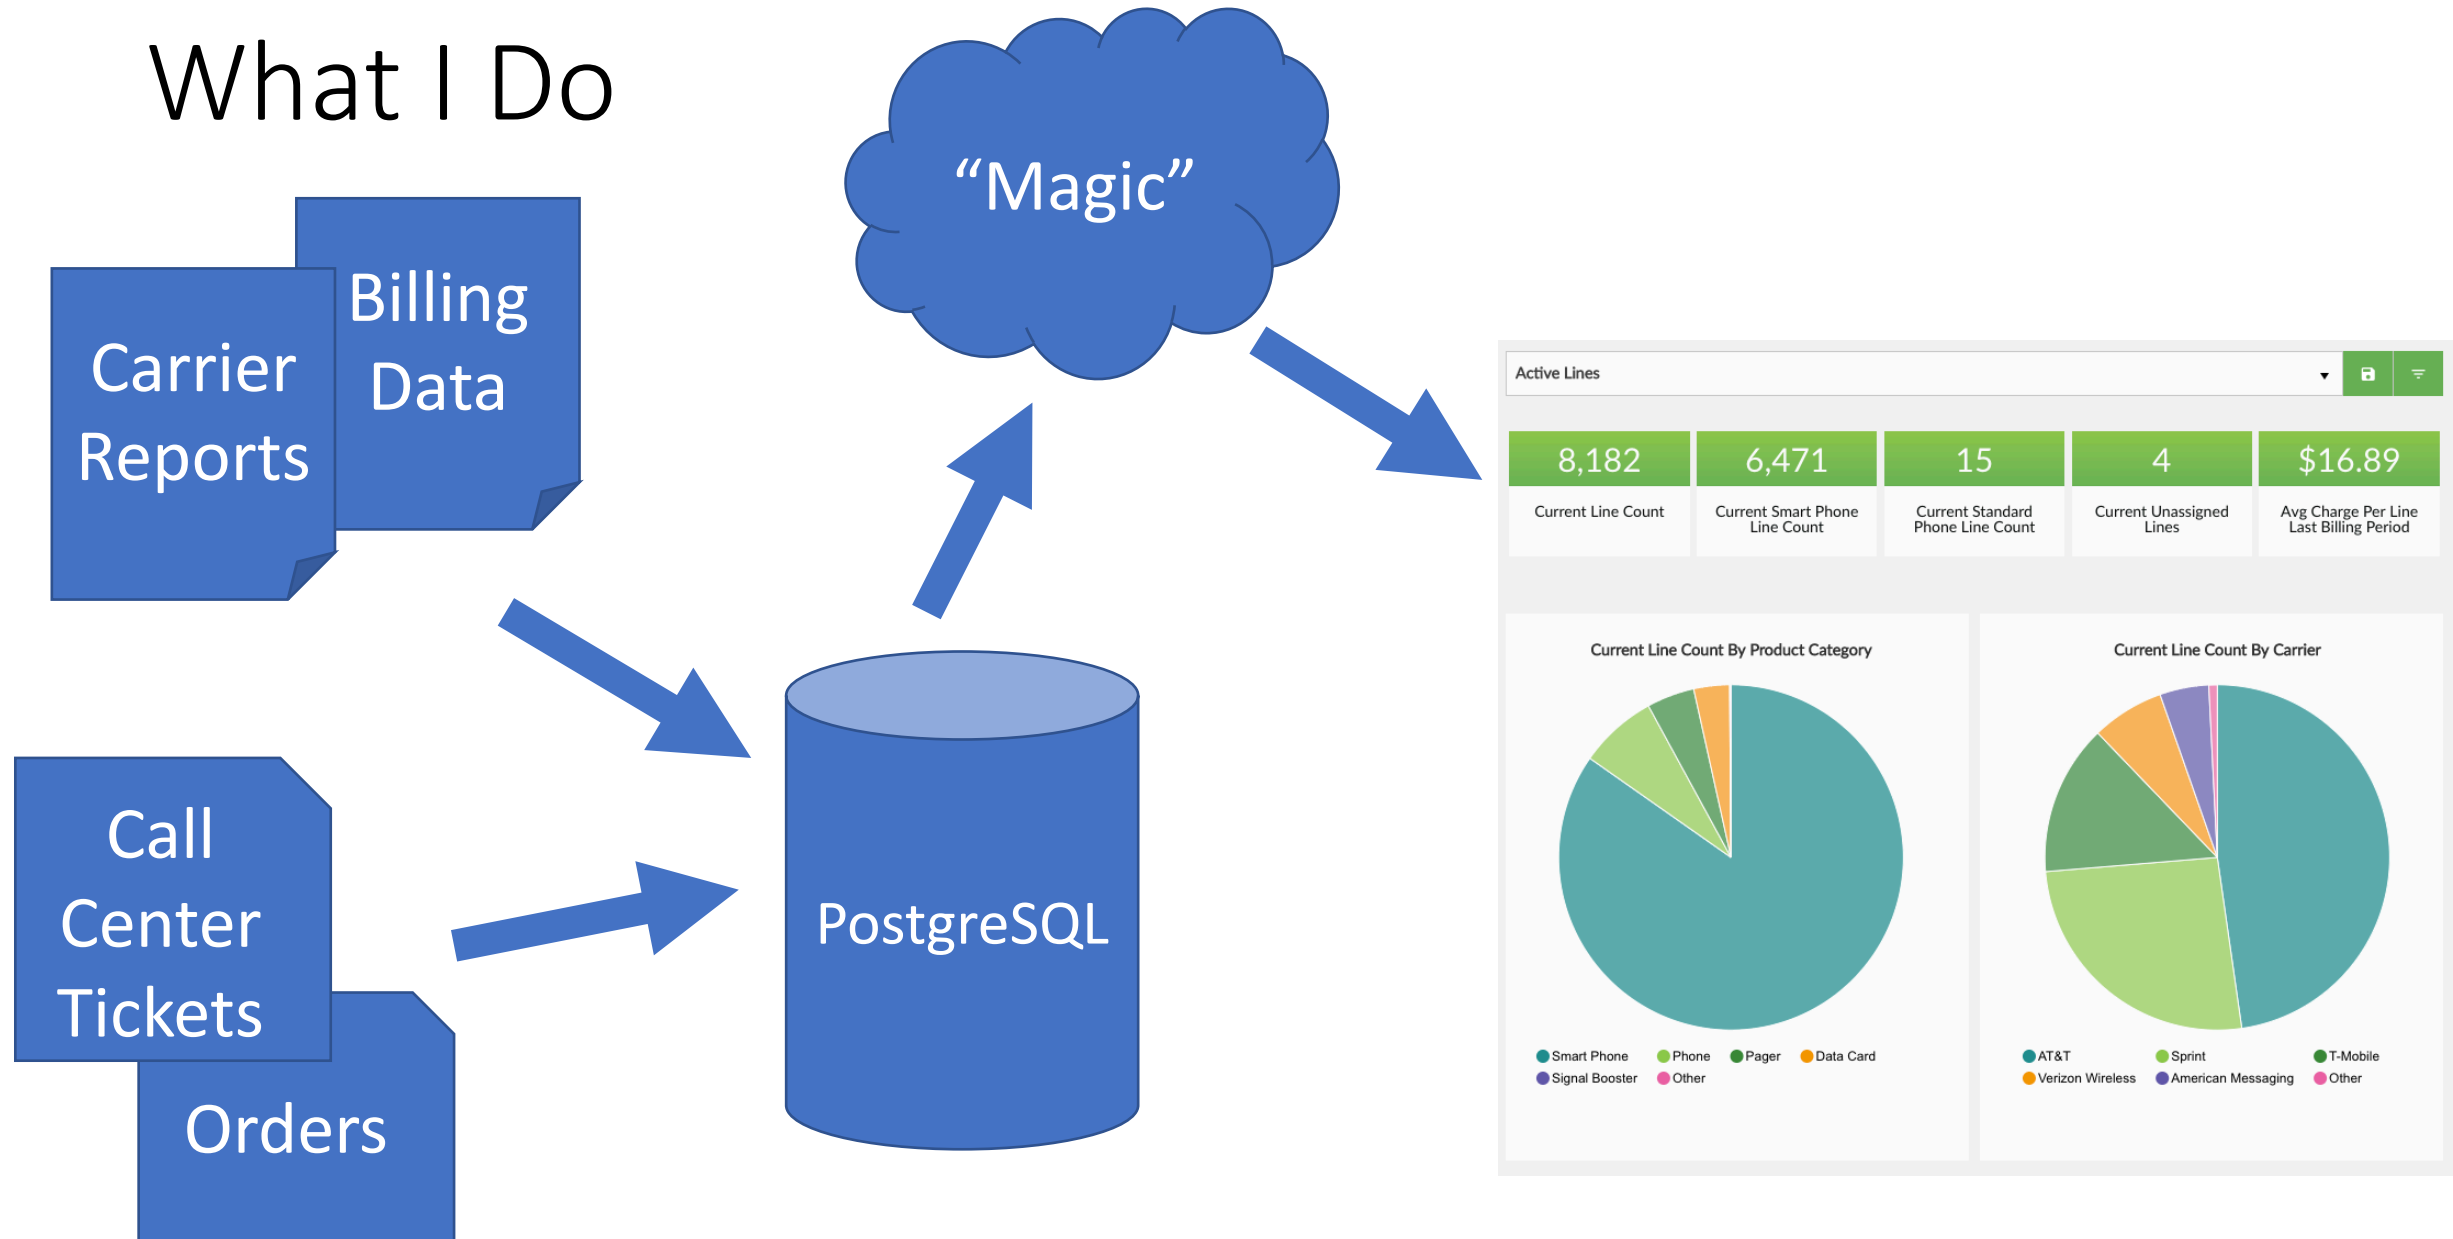 What I Do
Billing
Data
Carrier
Reports
Call
Center
Tickets
Orders
PostgreSQL
“Magic”
Active Lines
8,182
Current Line Count
6,471
Current Smart Phone
Line Count
15
Current Standard
Phone Line Count
4
Current Unassigned
Lines
$16.89
Avg Charge Per Line
Last Billing Period
Current Line Count By Product Category
Smart Phone Phone Pager Data Card
Signal Booster Other
Current Line Count By Carrier
AT&T Sprint T-Mobile
Verizon Wireless American Messaging Other